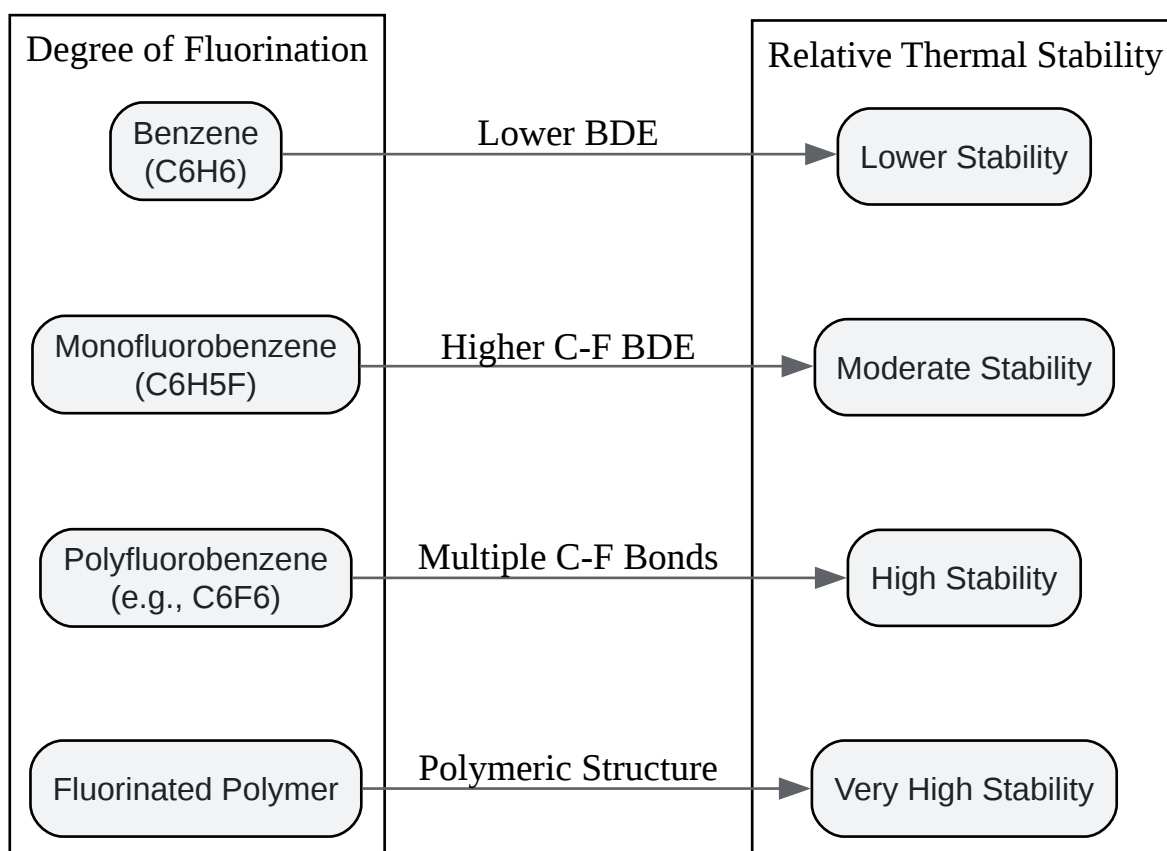 Degree of Fluorination
Relative Thermal Stability
Benzene
(C6H6)
Lower BDE
Lower Stability
Monofluorobenzene
(C6H5F)
Higher C-F BDE
Moderate Stability
Polyfluorobenzene
(e.g., C6F6)
Multiple C-F Bonds
High Stability
Fluorinated Polymer
Polymeric Structure
Very High Stability